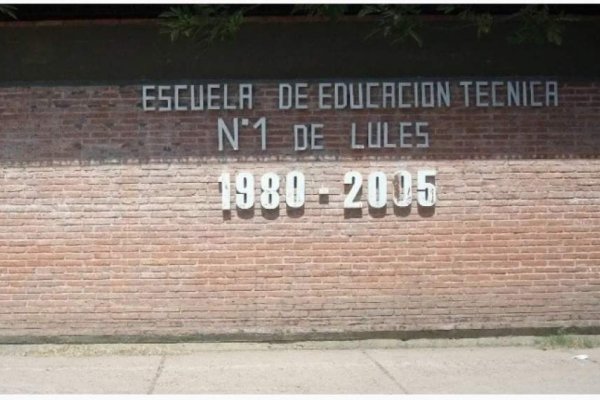 ESCUELA DE EDUCACION TECNICA
N°1 DE LULES
1980-2005